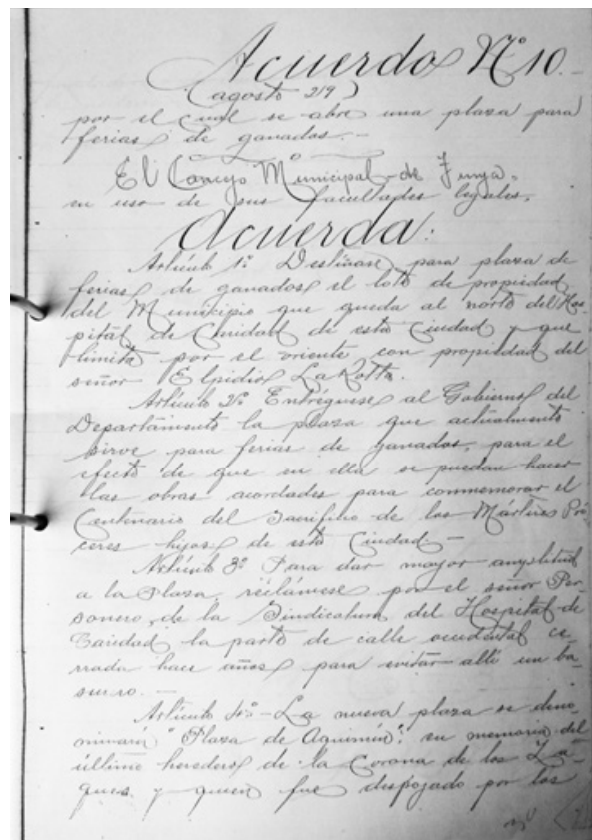 Acuerdo Nº 10.-
(agosto 29)
por el cual se abre una plaza para
ferias de ganados.-
El Concejo Municipal de Tunja.
en uso de sus facultades legales,
Acuerda:
Artículo 1º Destínase para plaza de
ferias de ganados el lote de propiedad
del Municipio que queda al norte del Hos-
pital de Caridad de esta Ciudad y que
limita por el oriente con propiedad del
señor Elpidio LaRotta.
Artículo 2º Entréguese al Gobierno del
Departamento la plaza que actualmente
sirve para ferias de ganados, para el
efecto de que en ella se puedan hacer
las obras acordadas para conmemorar el
Centenario del Sacrificio de los Mártires Pró-
ceres hijos de esta Ciudad-
Artículo 3º Para dar mayor amplitud
a la Plaza, reclámese por el señor Per-
sonero, de la Sindicatura del Hospital de
Caridad la parte de calle occidental ce-
rrada hace años para evitar allí un ba-
surero.-
Artículo 4º- La nueva plaza se deno-
minará "Plaza de Aquimin". en memoria del
último heredero de la Corona de los Za-
ques, y quien fue despojado por los